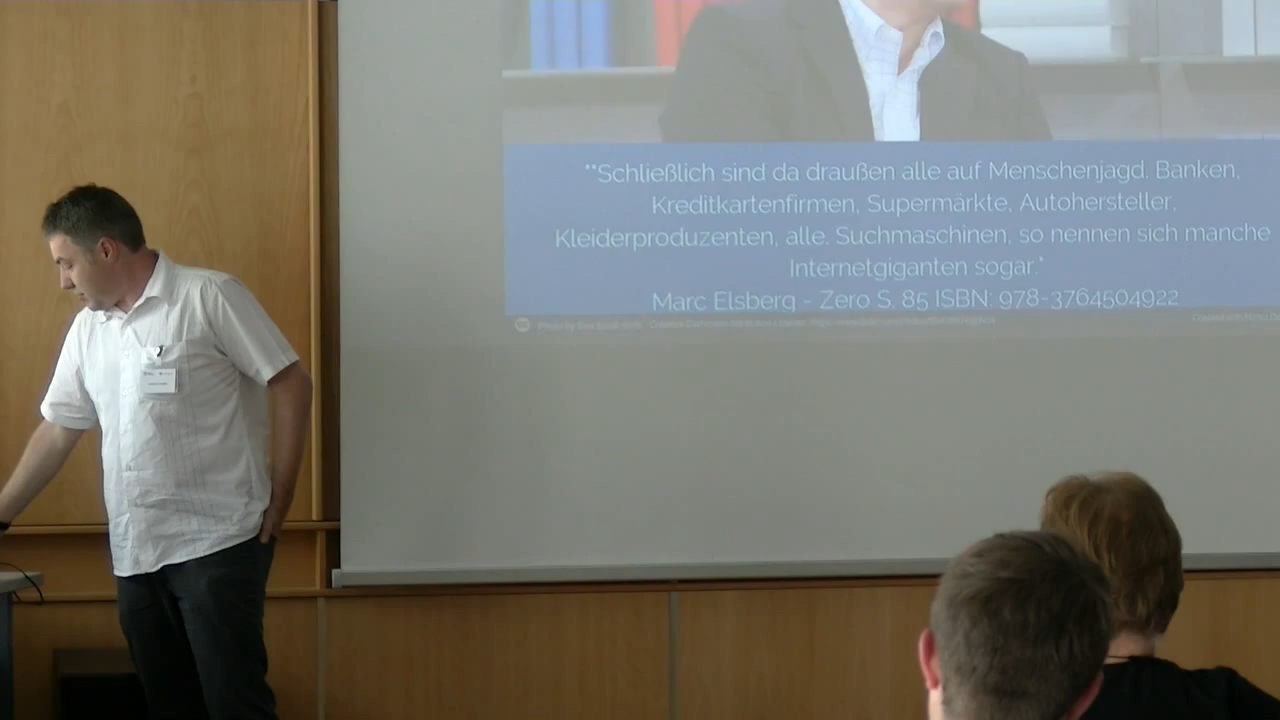 "Schließlich sind da draußen alle auf Menschenjagd. Banken,
Kreditkartenfirmen, Supermärkte, Autohersteller,
Kleiderproduzenten, alle. Suchmaschinen, so nennen sich manche
Internetgiganten sogar."
Marc Elsberg - Zero S. 85 ISBN: 978-3764504922